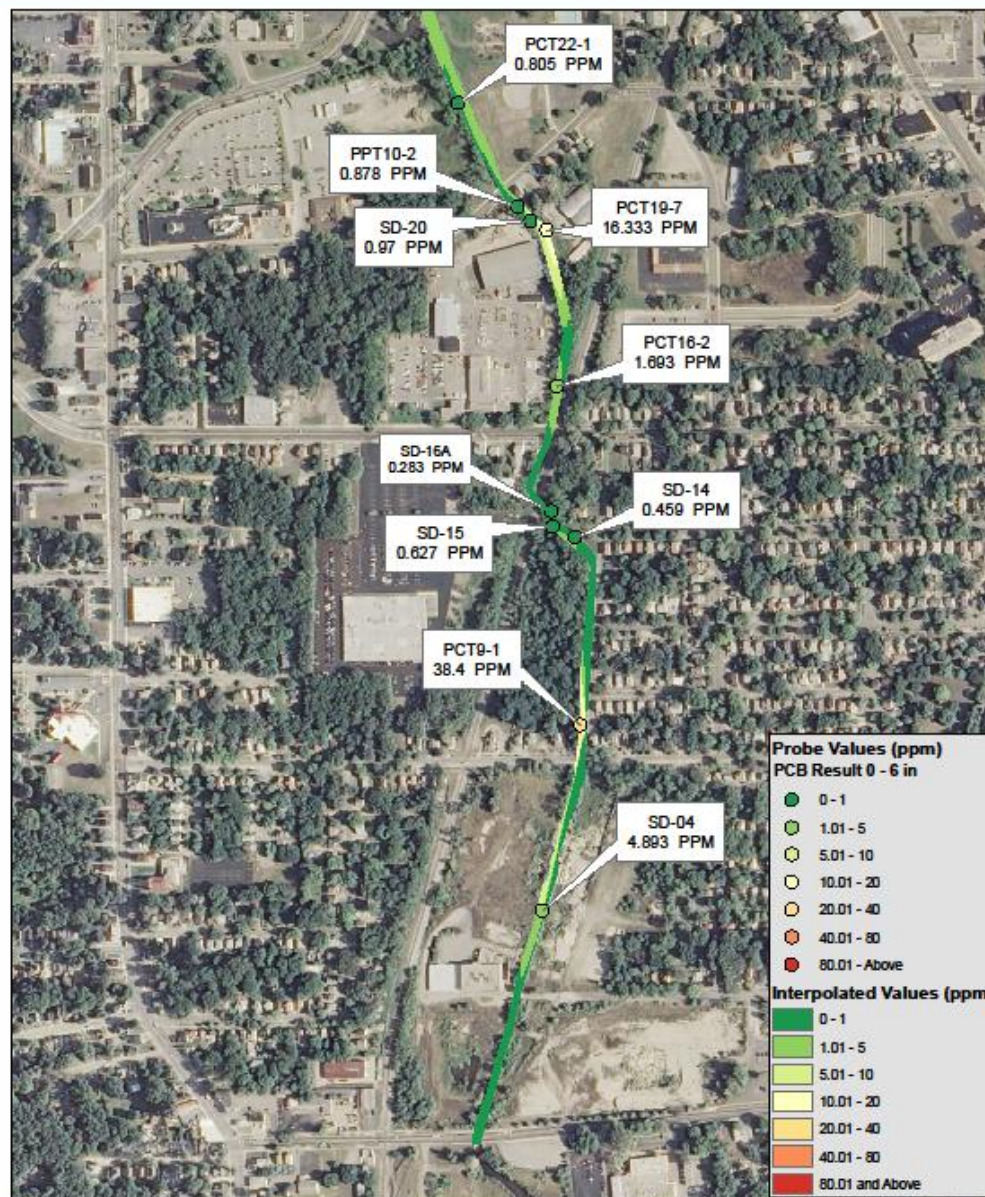 PCT22-1
0.805 PPM
PPT10-2
0.878 PPM
SD-20
0.97 PPM
PCT19-7
16.333 PPM
PCT16-2
1.693 PPM
SD-16A
0.283 PPM
SD-14
0.459 PPM
SD-15
0.627 PPM
PCT9-1
38.4 PPM
SD-04
4.893 PPM
Probe Values (ppm)
PCB Result 0 - 6 in
0 - 1
1.01 - 5
5.01 - 10
10.01 - 20
20.01 - 40
40.01 - 80
80.01 - Above
Interpolated Values (ppm
0 - 1
1.01 - 5
5.01 - 10
10.01 - 20
20.01 - 40
40.01 - 80
80.01 and Above